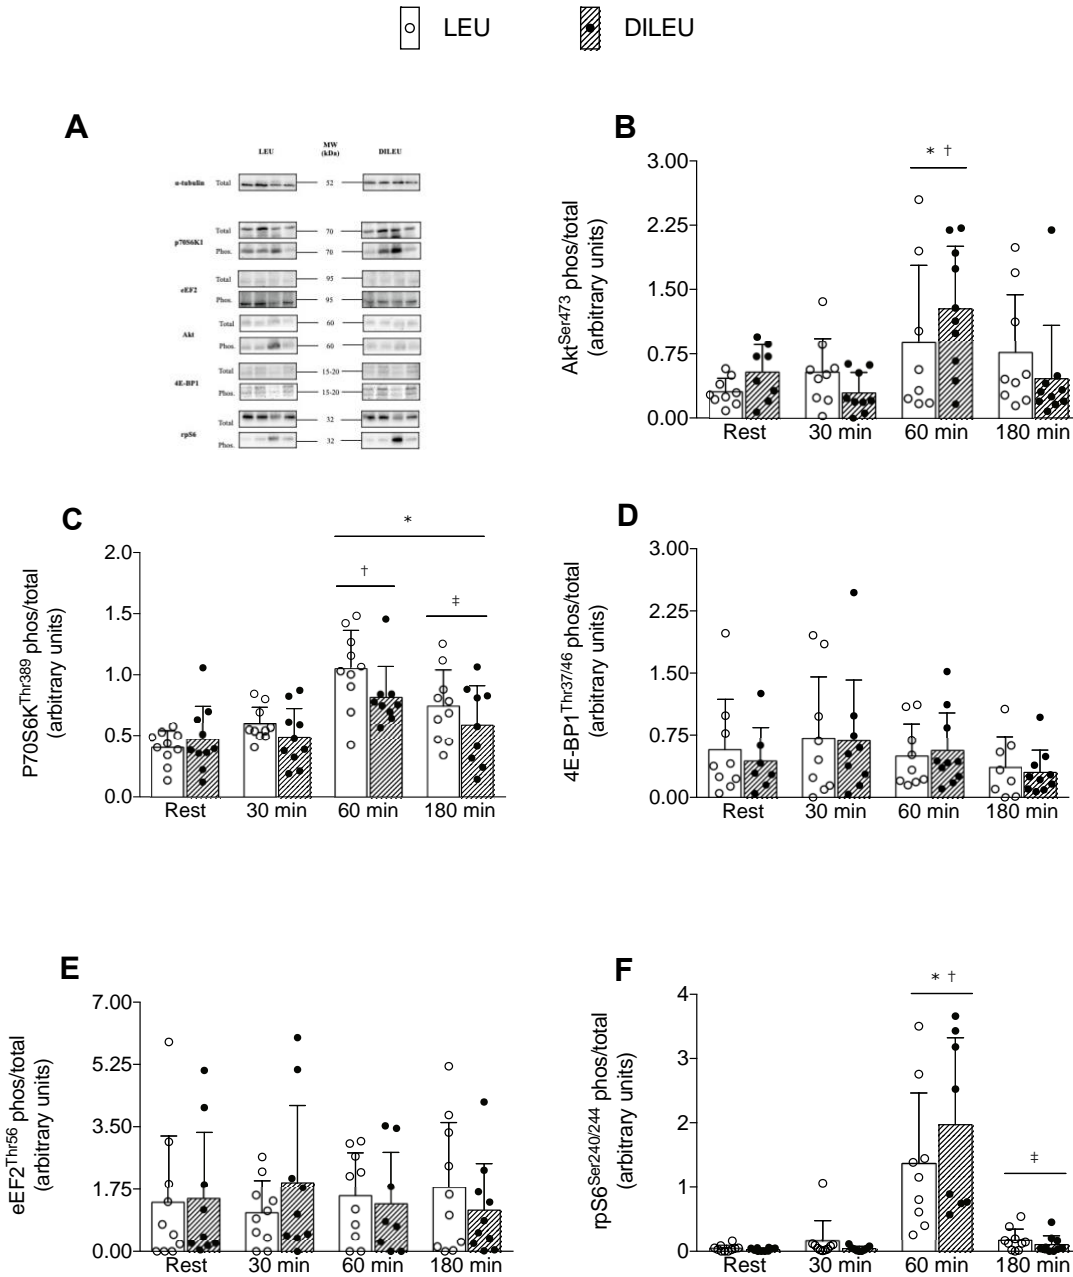 LEU DILEU
A
LEU MW (kDa) DILEU
α-tubulin Total 52
p70S6K1 Total 70
Phos. 70
eEF2 Total 95
Phos. 95
Akt Total 60
Phos. 60
4E-BP1 Total 15-20
Phos. 15-20
rpS6 Total 32
Phos. 32
B
Akt^Ser473 phos/total
(arbitrary units)
* †
3.00
2.25
1.50
0.75
0.00
Rest 30 min 60 min 180 min
C
P70S6K^Thr389 phos/total
(arbitrary units)
*
†
‡
2.0
1.5
1.0
0.5
0.0
Rest 30 min 60 min 180 min
D
4E-BP1^Thr37/46 phos/total
(arbitrary units)
3.00
2.25
1.50
0.75
0.00
Rest 30 min 60 min 180 min
E
eEF2^Thr56 phos/total
(arbitrary units)
7.00
5.25
3.50
1.75
0.00
Rest 30 min 60 min 180 min
F
rpS6^Ser240/244 phos/total
(arbitrary units)
* †
‡
4
3
2
1
0
Rest 30 min 60 min 180 min